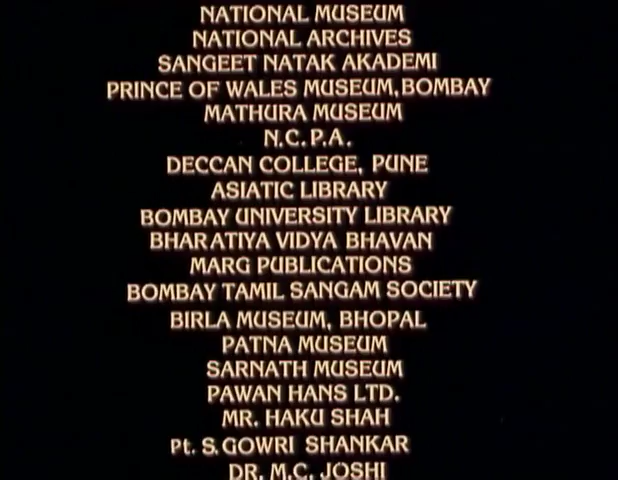 NATIONAL MUSEUM
NATIONAL ARCHIVES
SANGEET NATAK AKADEMI
PRINCE OF WALES MUSEUM, BOMBAY
MATHURA MUSEUM
N.C.P.A.
DECCAN COLLEGE, PUNE
ASIATIC LIBRARY
BOMBAY UNIVERSITY LIBRARY
BHARATIYA VIDYA BHAVAN
MARG PUBLICATIONS
BOMBAY TAMIL SANGAM SOCIETY
BIRLA MUSEUM, BHOPAL
PATNA MUSEUM
SARNATH MUSEUM
PAWAN HANS LTD.
MR. HAKU SHAH
Pt. S. GOWRI SHANKAR
DR. M.C. JOSHI